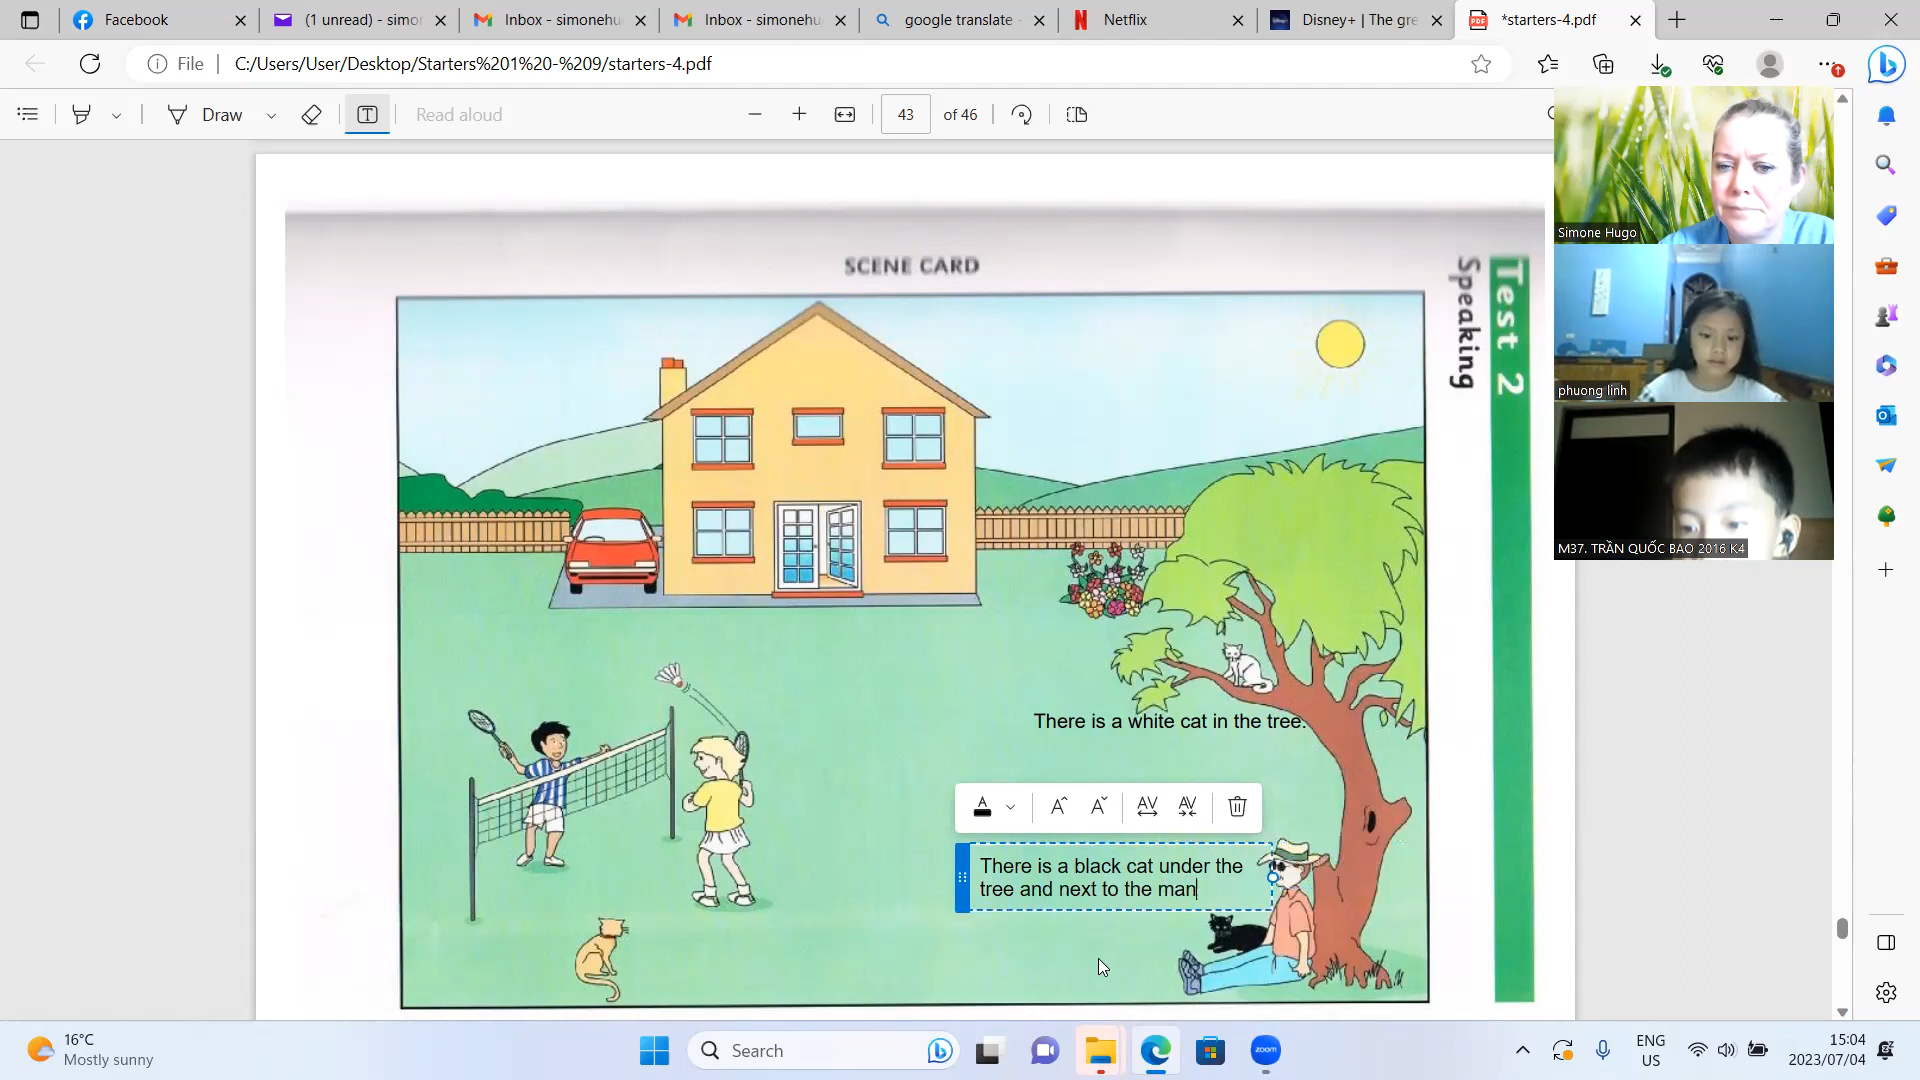 Facebook
(1 unread) - simon
Inbox - simonehu
Inbox - simonehu
google translate -
Netflix
Disney+ | The gre
*starters-4.pdf
File
C:/Users/User/Desktop/Starters%201%20-%209/starters-4.pdf
Draw
Read aloud
43
of 46
SCENE CARD
Test 2
Speaking
There is a white cat in the tree.
There is a black cat under the
tree and next to the man
Simone Hugo
phuong linh
M37. TRẦN QUỐC BAO 2016 K4
16°C
Mostly sunny
Search
zoom
ENG
US
15:04
2023/07/04